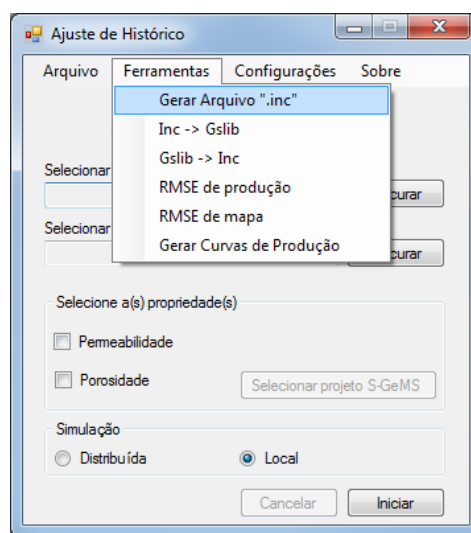 Ajuste de Histórico
Arquivo Ferramentas Configurações Sobre
Gerar Arquivo ".inc"
Inc -> Gslib
Gslib -> Inc
Selecionar
RMSE de produção
curar
RMSE de mapa
Selecionar
Gerar Curvas de Produção
curar
Selecione a(s) propriedade(s)
Permeabilidade
Porosidade Selecionar projeto S-GeMS
Simulação
Distribuída Local
Cancelar Iniciar